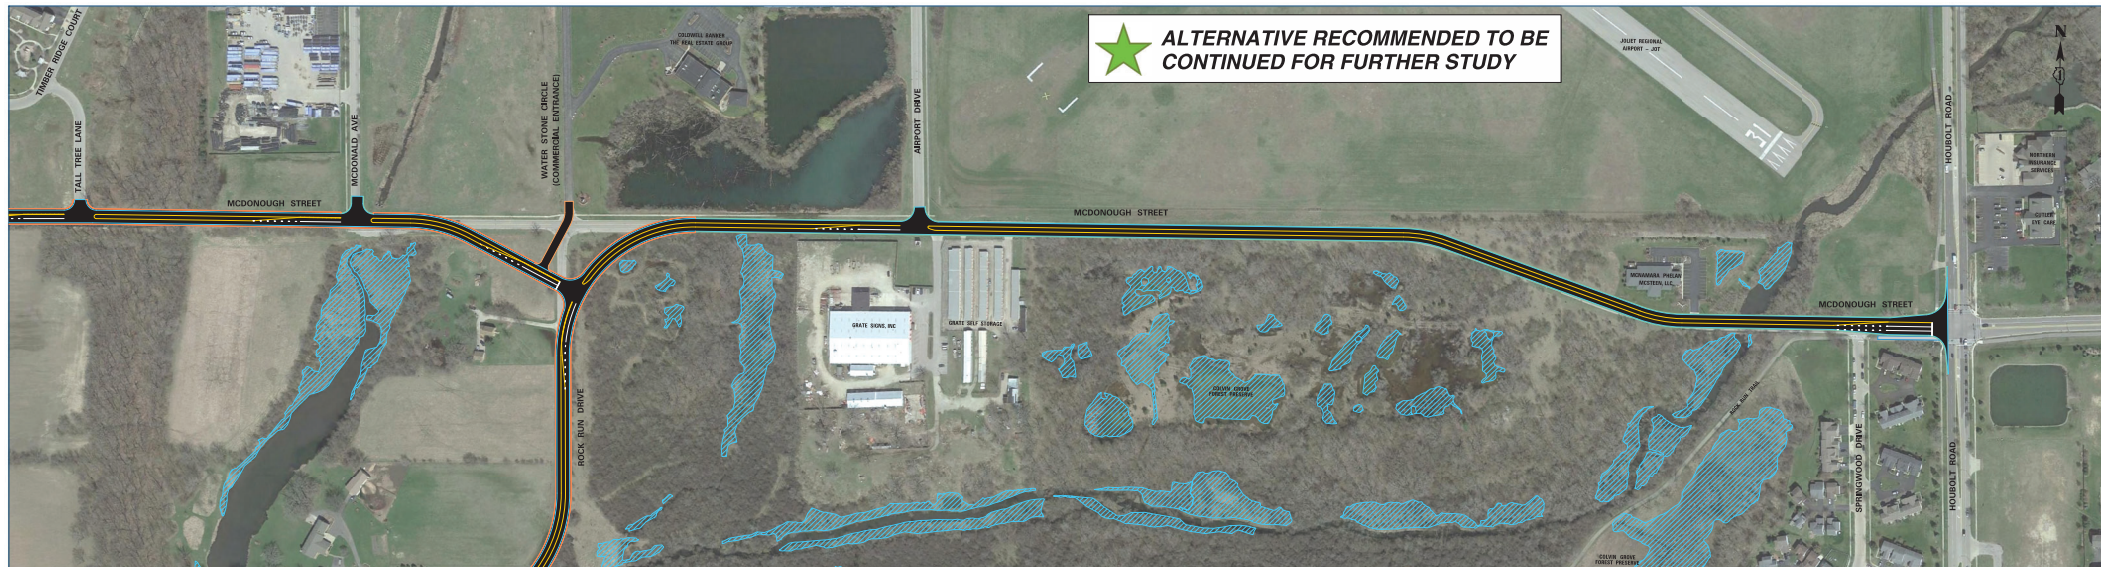 TIMBER RIDGE COURT
TALL TREE LANE
MCDONOUGH STREET
MCDONALD AVE
WATER STONE CIRCLE
(COMMERCIAL ENTRANCE)
COLDWELL BANKER
THE REAL ESTATE GROUP
AIRPORT DRIVE
ALTERNATIVE RECOMMENDED TO BE
CONTINUED FOR FURTHER STUDY
JOLIET REGIONAL
AIRPORT - JOT
31
HOUBOLT ROAD
N
NORTHERN
INSURANCE
SERVICES
CUTLER
EYE CARE
MCDONOUGH STREET
MCNAMARA PHELAN
MCSTEEN, LLC
MCDONOUGH STREET
GRATE SIGNS, INC
GRATE SELF STORAGE
COLVIN GROVE
FOREST PRESERVE
ROCK RUN DRIVE
ROCK RUN TRAIL
SPRINGWOOD DRIVE
HOUBOLT ROAD
COLVIN GROVE
FOREST PRESERVE